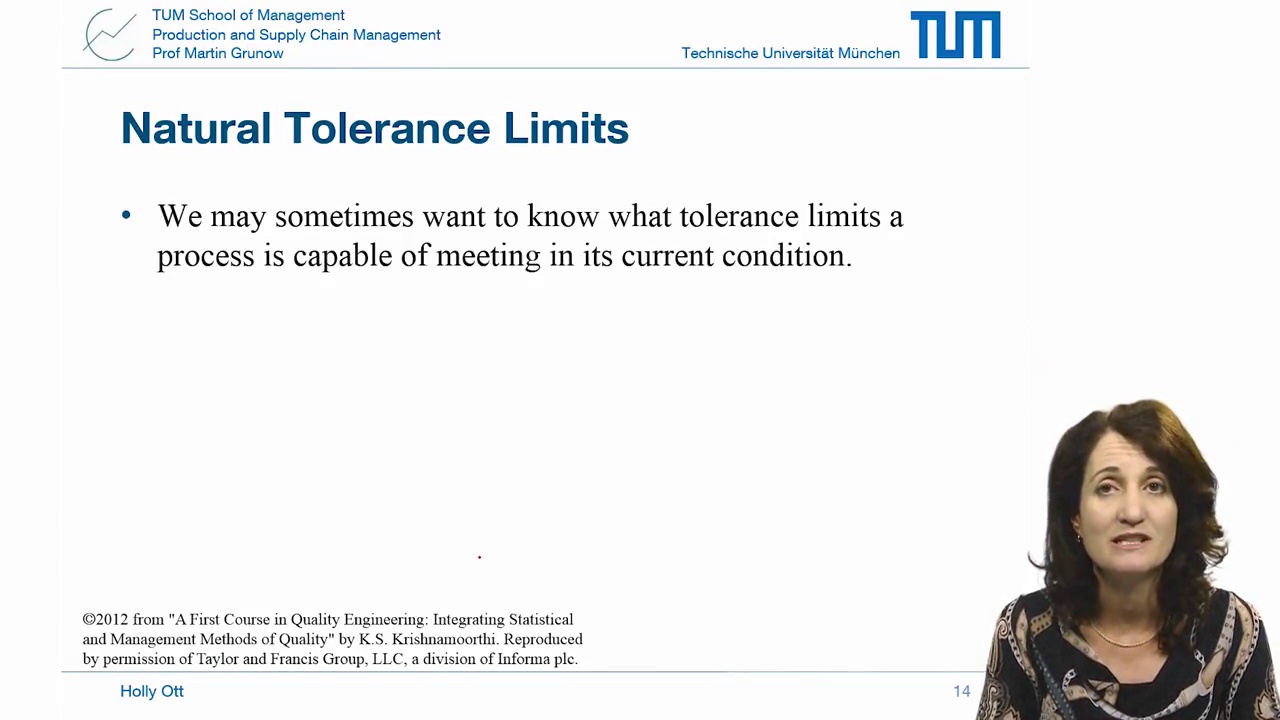 TUM School of Management
Production and Supply Chain Management
Prof Martin Grunow
Technische Universität München
TUM
Natural Tolerance Limits
• We may sometimes want to know what tolerance limits a
process is capable of meeting in its current condition.
©2012 from "A First Course in Quality Engineering: Integrating Statistical
and Management Methods of Quality" by K.S. Krishnamoorthi. Reproduced
by permission of Taylor and Francis Group, LLC, a division of Informa plc.
Holly Ott
14